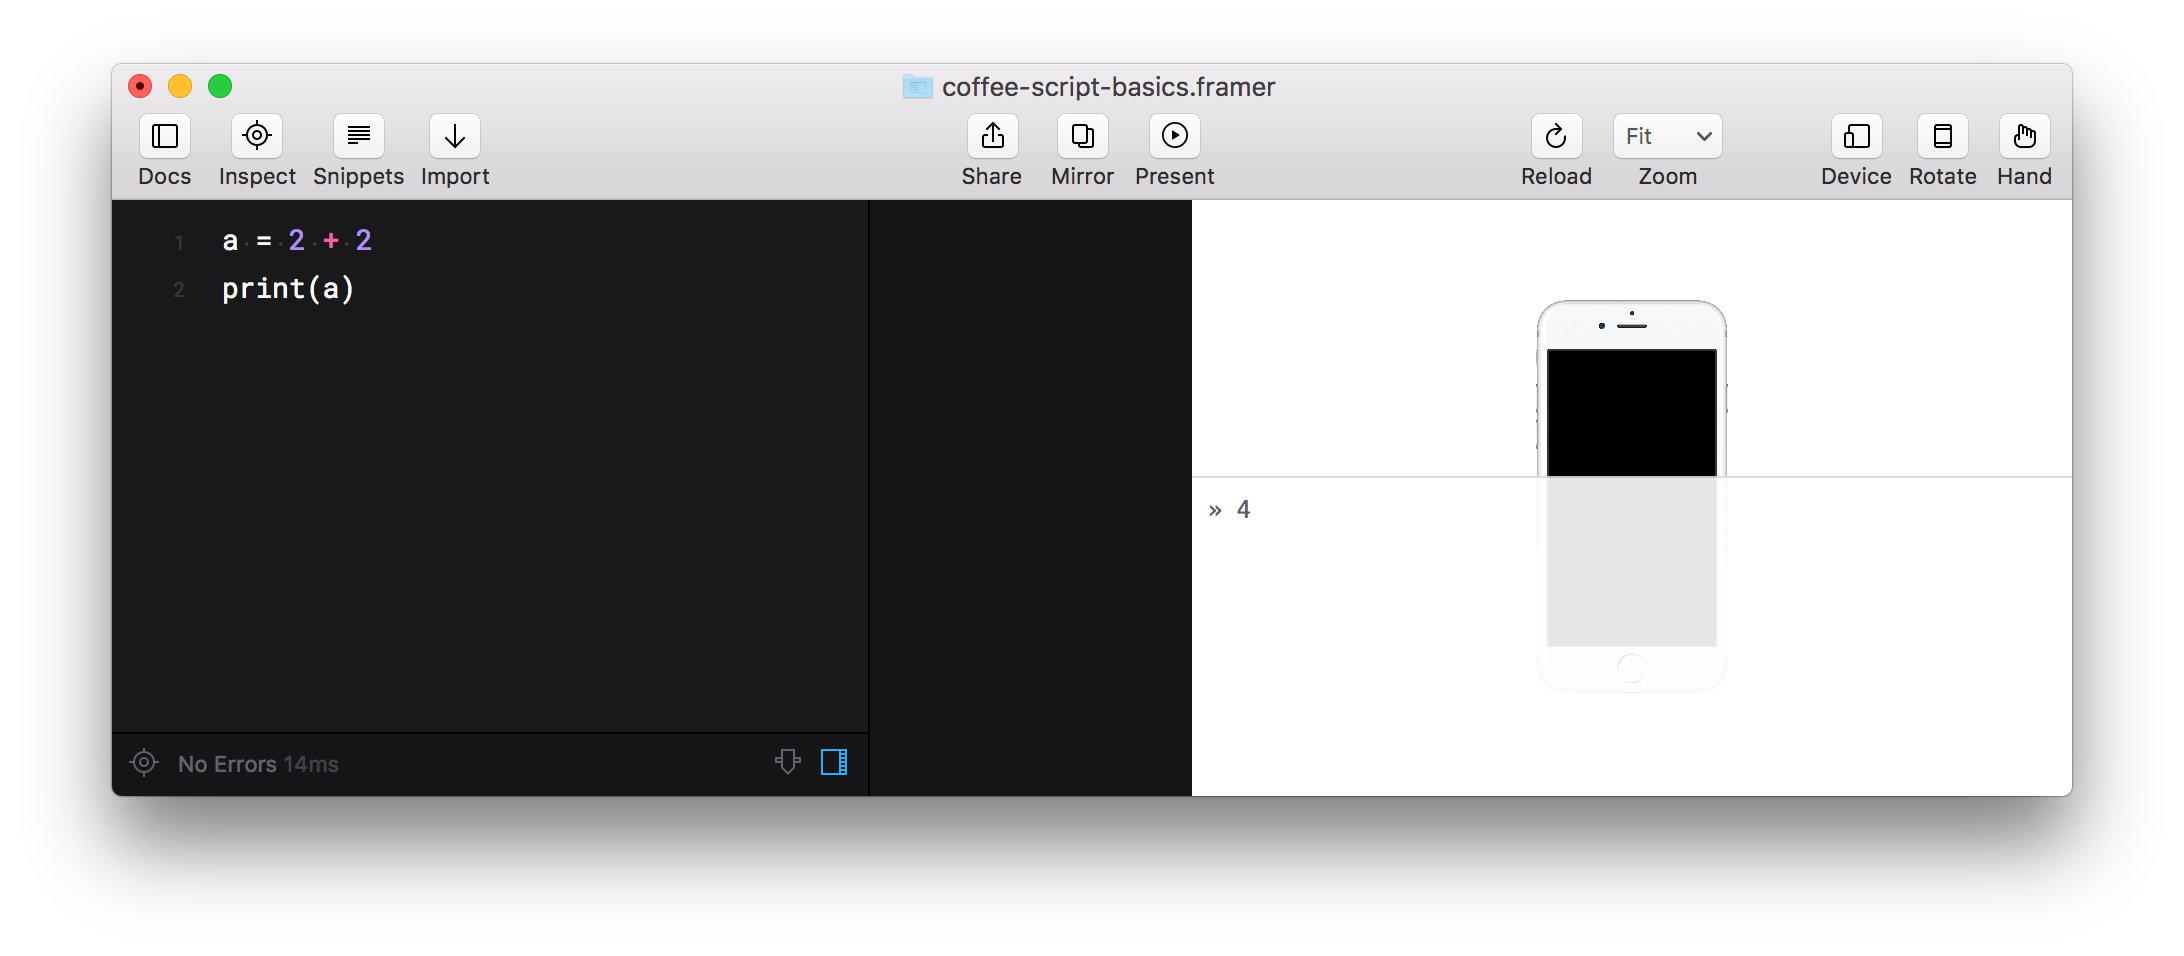 coffee-script-basics.framer
Docs Inspect Snippets Import Share Mirror Present Reload Fit Zoom Device Rotate Hand
1 a = 2 + 2
2 print(a)
» 4
No Errors 14ms